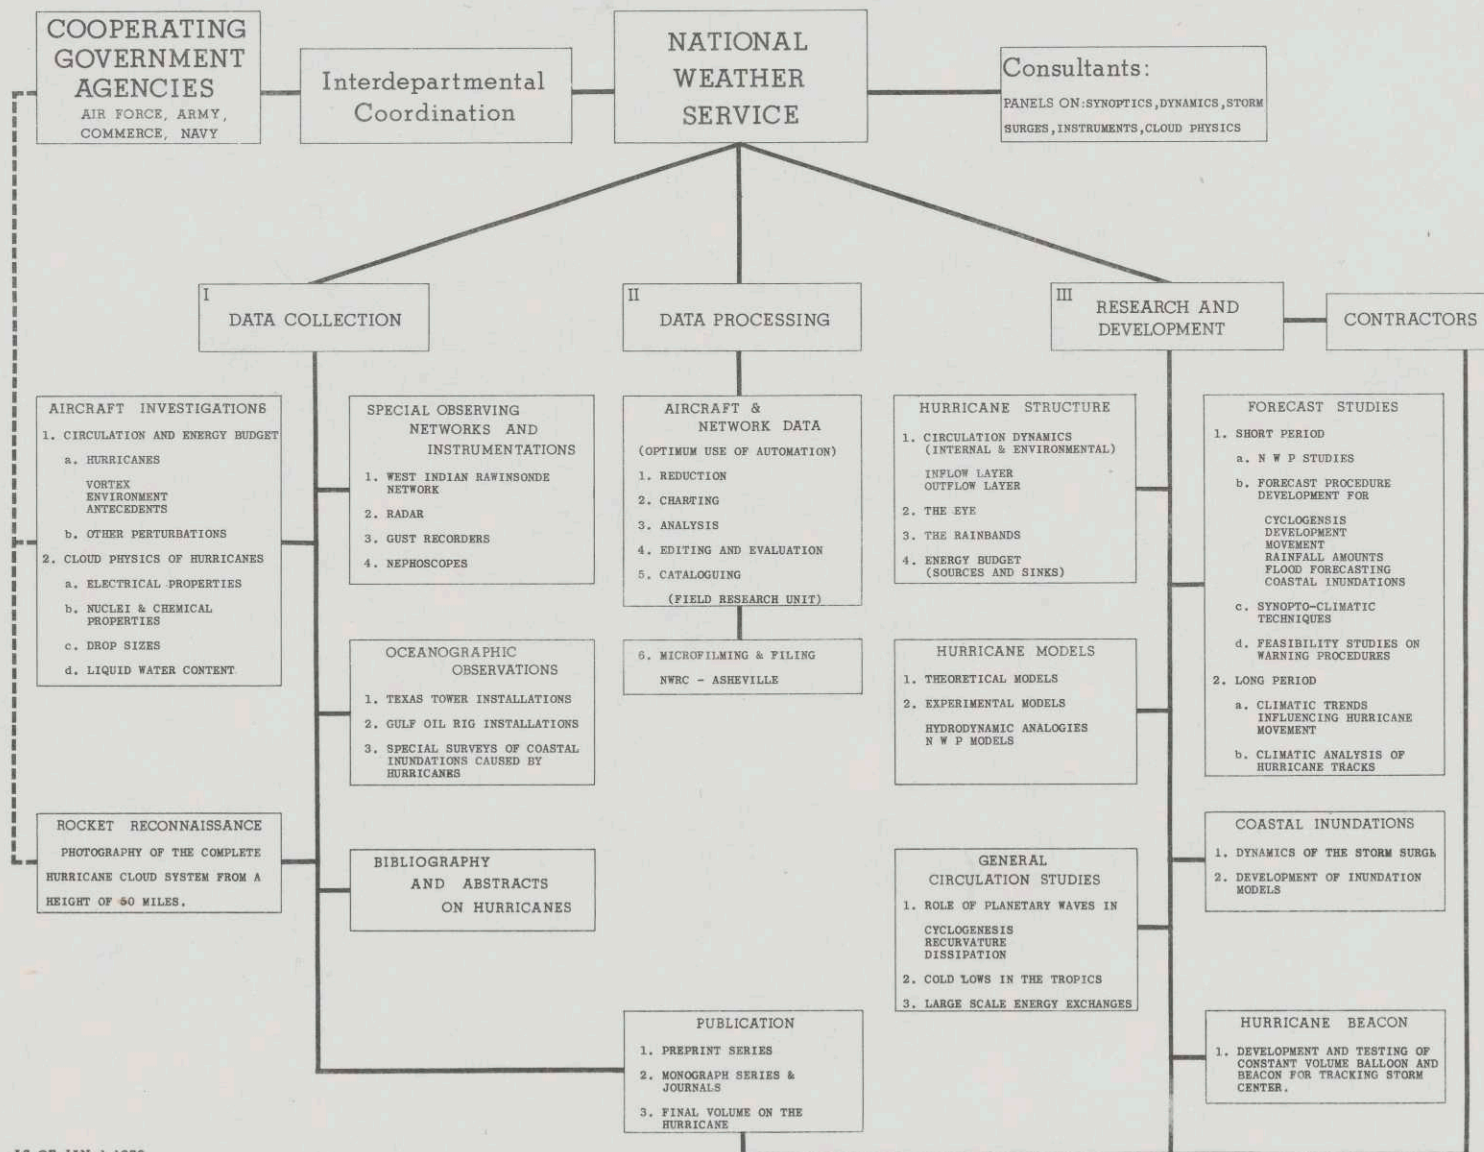 COOPERATING
GOVERNMENT
AGENCIES
AIR FORCE, ARMY,
COMMERCE, NAVY
Interdepartmental
Coordination
NATIONAL
WEATHER
SERVICE
Consultants:
PANELS ON:SYNOPTICS,DYNAMICS,STORM
SURGES,INSTRUMENTS,CLOUD PHYSICS
I
DATA COLLECTION
II
DATA PROCESSING
III
RESEARCH AND
DEVELOPMENT
CONTRACTORS
AIRCRAFT INVESTIGATIONS
1. CIRCULATION AND ENERGY BUDGET
a. HURRICANES
VORTEX
ENVIRONMENT
ANTECEDENTS
b. OTHER PERTURBATIONS
2. CLOUD PHYSICS OF HURRICANES
a. ELECTRICAL PROPERTIES
b. NUCLEI & CHEMICAL
PROPERTIES
c. DROP SIZES
d. LIQUID WATER CONTENT
SPECIAL OBSERVING
NETWORKS AND
INSTRUMENTATIONS
1. WEST INDIAN RAWINSONDE
NETWORK
2. RADAR
3. GUST RECORDERS
4. NEPHOSCOPES
AIRCRAFT &
NETWORK DATA
(OPTIMUM USE OF AUTOMATION)
1. REDUCTION
2. CHARTING
3. ANALYSIS
4. EDITING AND EVALUATION
5. CATALOGUING
(FIELD RESEARCH UNIT)
6. MICROFILMING & FILING
NWRC - ASHEVILLE
HURRICANE STRUCTURE
1. CIRCULATION DYNAMICS
(INTERNAL & ENVIRONMENTAL)
INFLOW LAYER
OUTFLOW LAYER
2. THE EYE
3. THE RAINBANDS
4. ENERGY BUDGET
(SOURCES AND SINKS)
FORECAST STUDIES
1. SHORT PERIOD
a. N W P STUDIES
b. FORECAST PROCEDURE
DEVELOPMENT FOR
CYCLOGENSIS
DEVELOPMENT
MOVEMENT
RAINFALL AMOUNTS
FLOOD FORECASTING
COASTAL INUNDATIONS
c. SYNOPTO-CLIMATIC
TECHNIQUES
d. FEASIBILITY STUDIES ON
WARNING PROCEDURES
2. LONG PERIOD
a. CLIMATIC TRENDS
INFLUENCING HURRICANE
MOVEMENT
b. CLIMATIC ANALYSIS OF
HURRICANE TRACKS
OCEANOGRAPHIC
OBSERVATIONS
1. TEXAS TOWER INSTALLATIONS
2. GULF OIL RIG INSTALLATIONS
3. SPECIAL SURVEYS OF COASTAL
INUNDATIONS CAUSED BY
HURRICANES
HURRICANE MODELS
1. THEORETICAL MODELS
2. EXPERIMENTAL MODELS
HYDRODYNAMIC ANALOGIES
N W P MODELS
ROCKET RECONNAISSANCE
PHOTOGRAPHY OF THE COMPLETE
HURRICANE CLOUD SYSTEM FROM A
HEIGHT OF 50 MILES.
BIBLIOGRAPHY
AND ABSTRACTS
ON HURRICANES
GENERAL
CIRCULATION STUDIES
1. ROLE OF PLANETARY WAVES IN
CYCLOGENESIS
RECURVATURE
DISSIPATION
2. COLD LOWS IN THE TROPICS
3. LARGE SCALE ENERGY EXCHANGES
COASTAL INUNDATIONS
1. DYNAMICS OF THE STORM SURGE
2. DEVELOPMENT OF INUNDATION
MODELS
PUBLICATION
1. PREPRINT SERIES
2. MONOGRAPH SERIES &
JOURNALS
3. FINAL VOLUME ON THE
HURRICANE
HURRICANE BEACON
1. DEVELOPMENT AND TESTING OF
CONSTANT VOLUME BALLOON AND
BEACON FOR TRACKING STORM
CENTER.